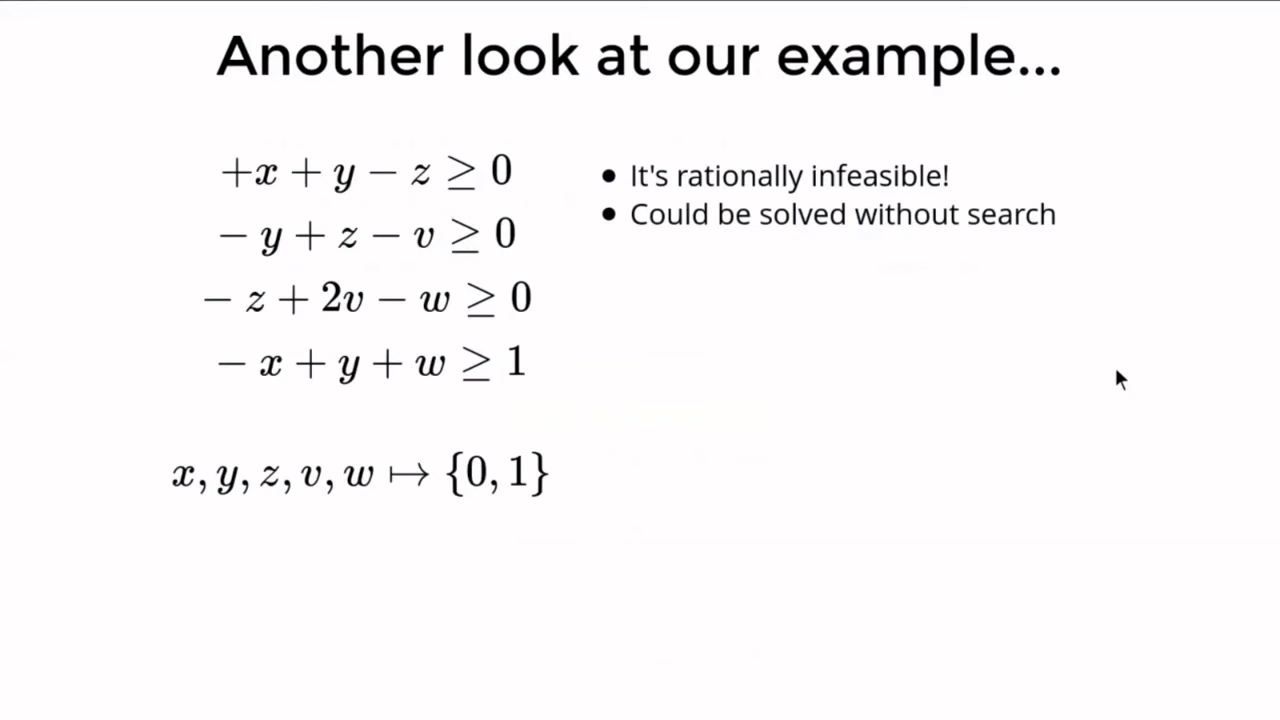 Another look at our example...
+x + y − z ≥ 0
− y + z − v ≥ 0
− z + 2v − w ≥ 0
− x + y + w ≥ 1
x, y, z, v, w ↦ {0, 1}
● It's rationally infeasible!
● Could be solved without search